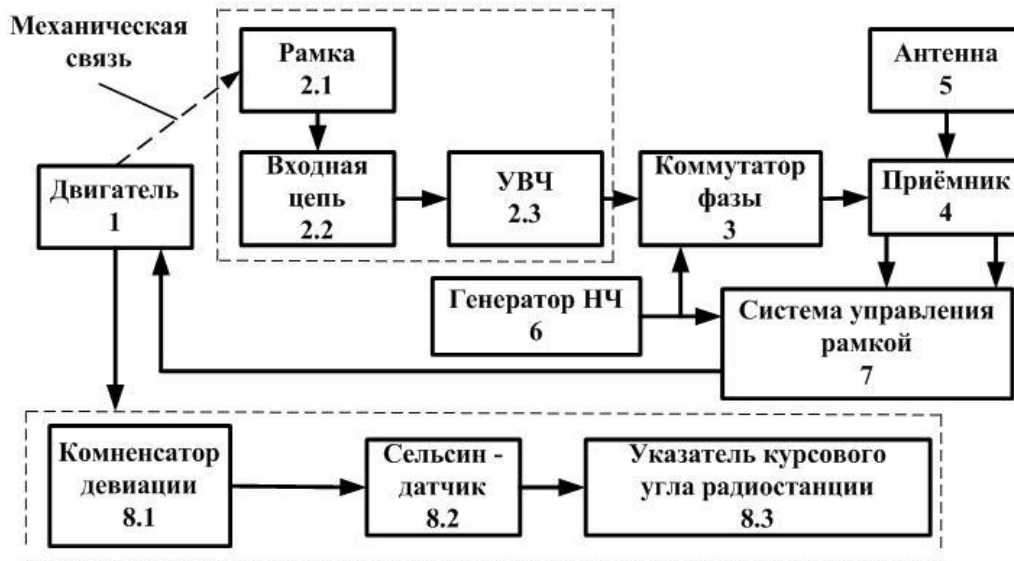 Механическая
связь
Рамка
2.1
Антенна
5
Двигатель
1
Входная
цепь
2.2
УВЧ
2.3
Коммутатор
фазы
3
Приёмник
4
Генератор НЧ
6
Система управления
рамкой
7
Комненсатор
девиации
8.1
Сельсин -
датчик
8.2
Указатель курсового
угла радиостанции
8.3